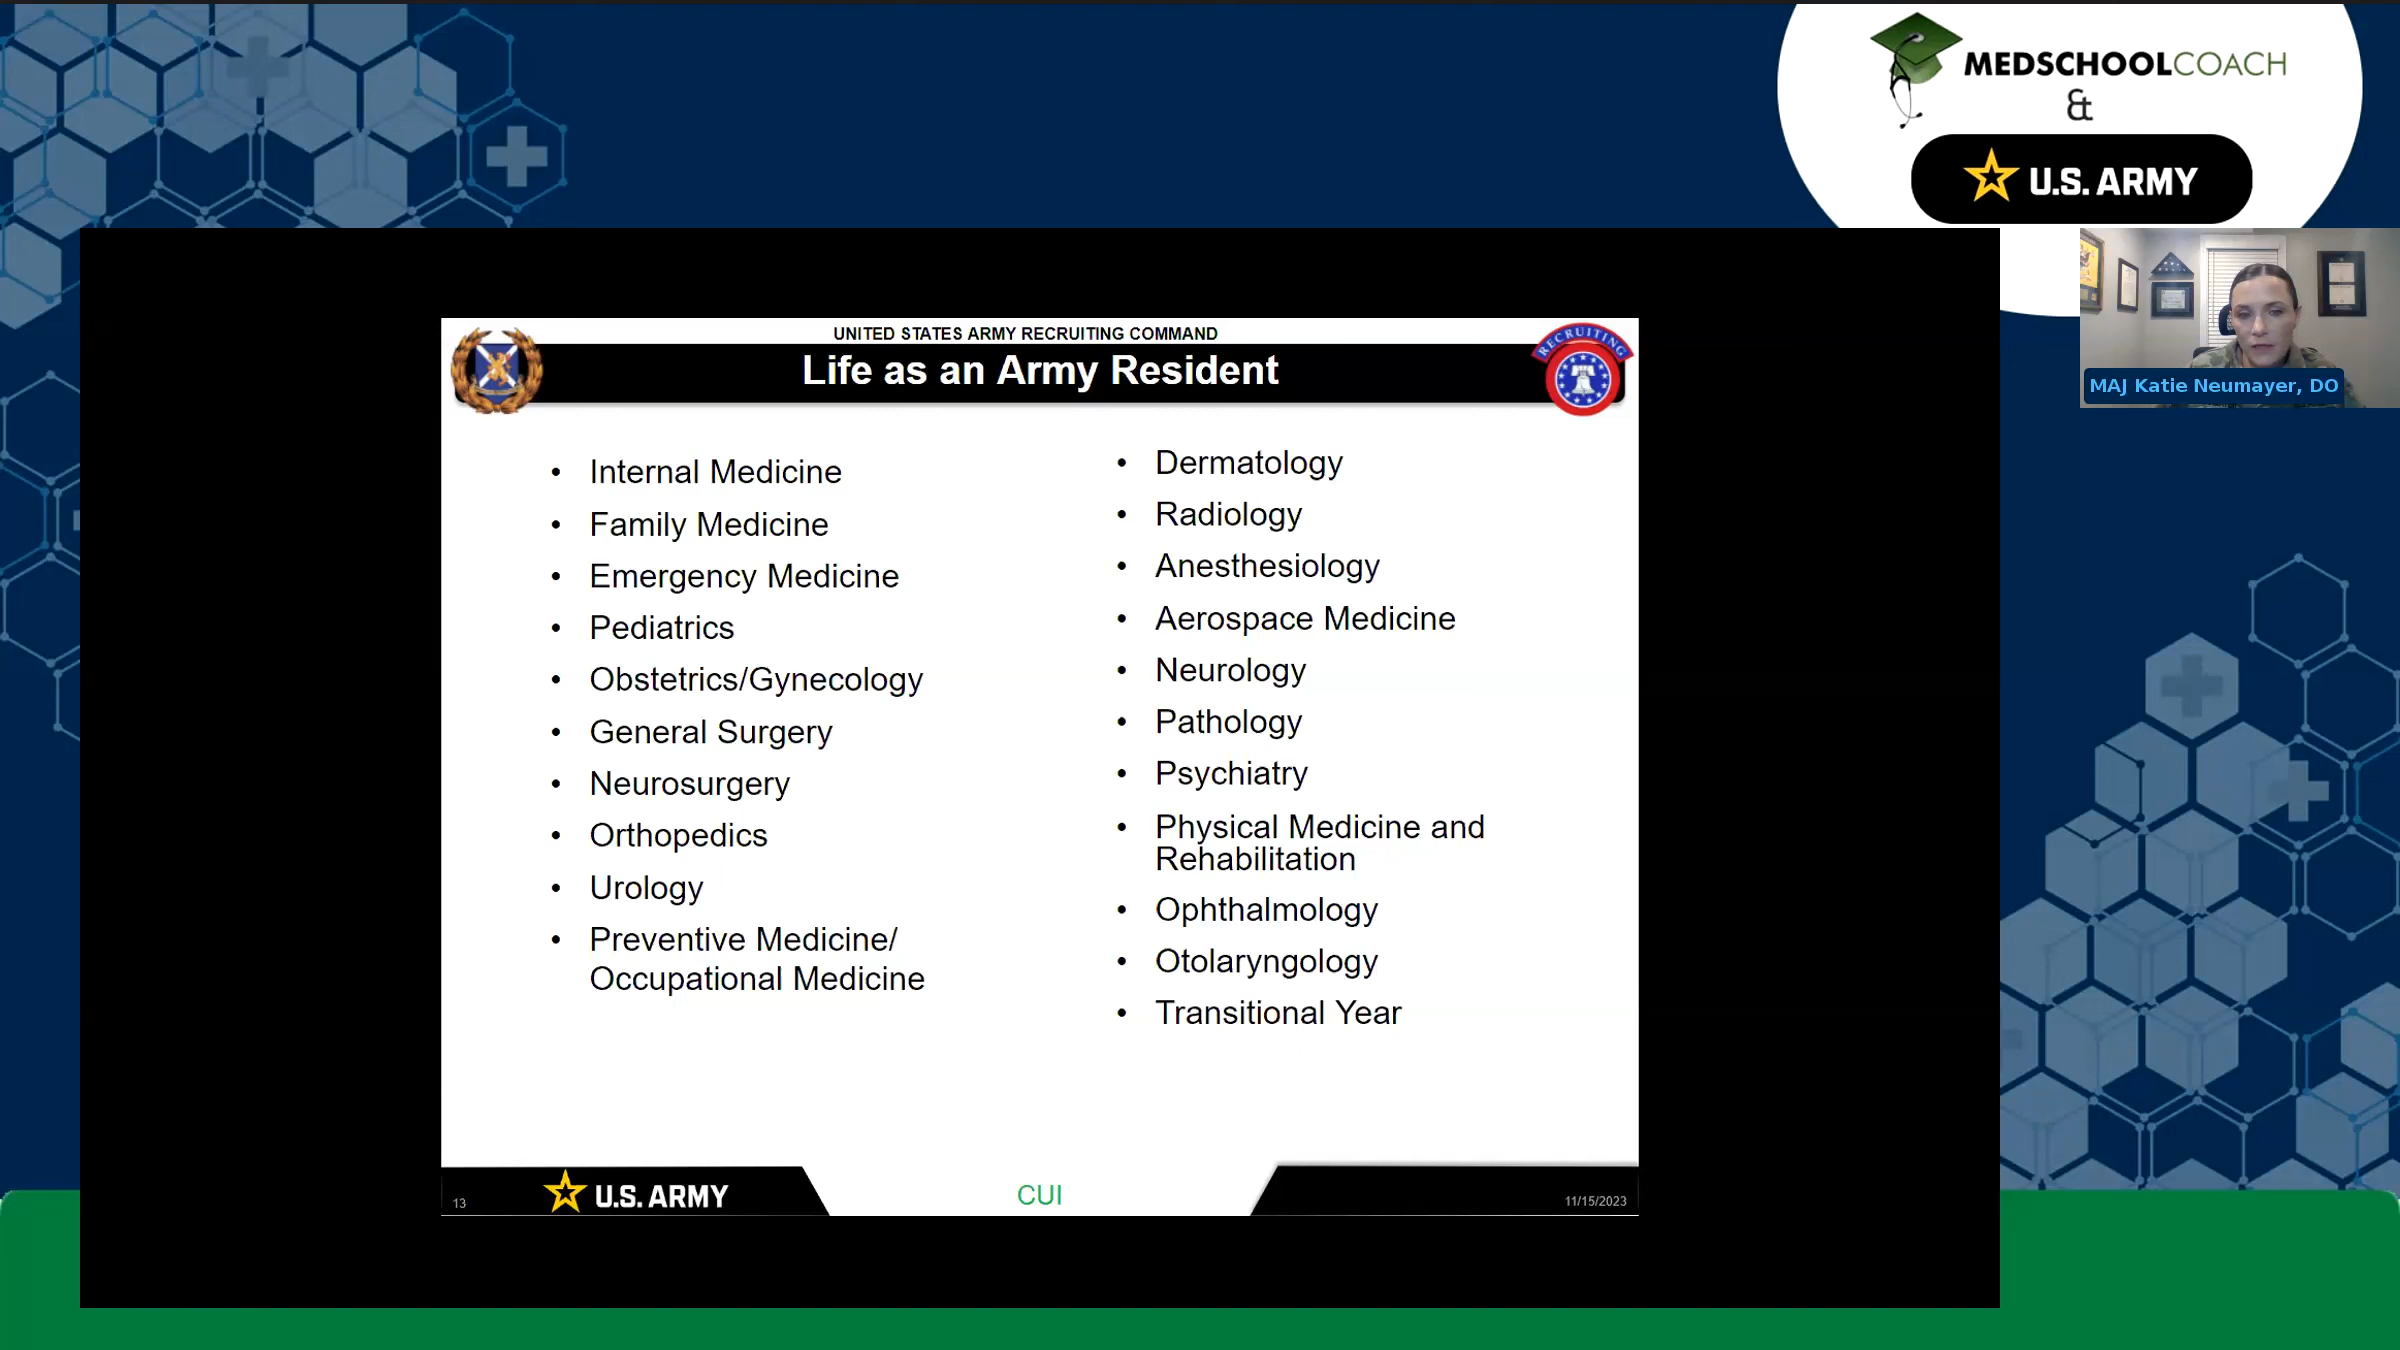 MEDSCHOOLCOACH
&
U.S. ARMY
MAJ Katie Neumayer, DO
UNITED STATES ARMY RECRUITING COMMAND
Life as an Army Resident
RECRUITING
• Internal Medicine
• Family Medicine
• Emergency Medicine
• Pediatrics
• Obstetrics/Gynecology
• General Surgery
• Neurosurgery
• Orthopedics
• Urology
• Preventive Medicine/
Occupational Medicine
• Dermatology
• Radiology
• Anesthesiology
• Aerospace Medicine
• Neurology
• Pathology
• Psychiatry
• Physical Medicine and
Rehabilitation
• Ophthalmology
• Otolaryngology
• Transitional Year
13
U.S. ARMY
CUI
11/15/2023